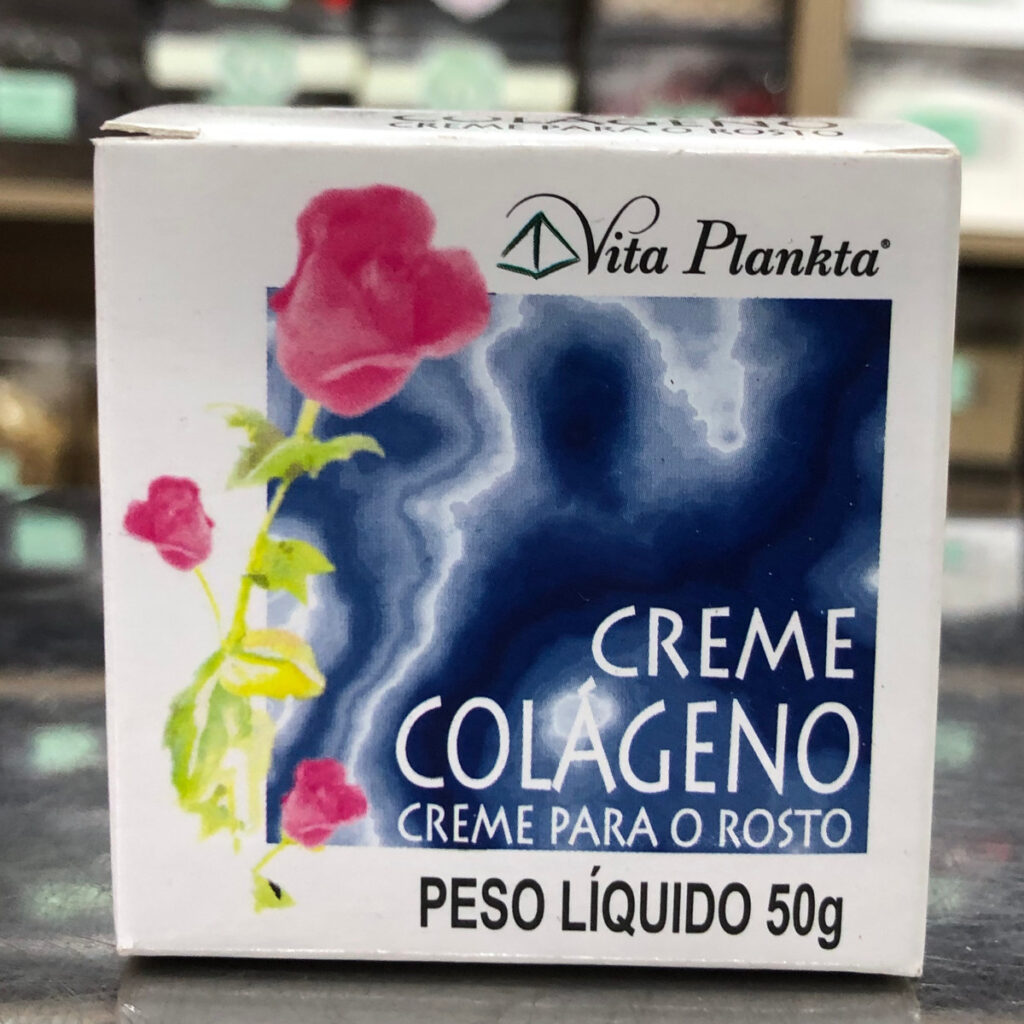 COLÁGENO
CREME PARA O ROSTO
Vita Plankta®
CREME
COLÁGENO
CREME PARA O ROSTO
PESO LÍQUIDO 50g